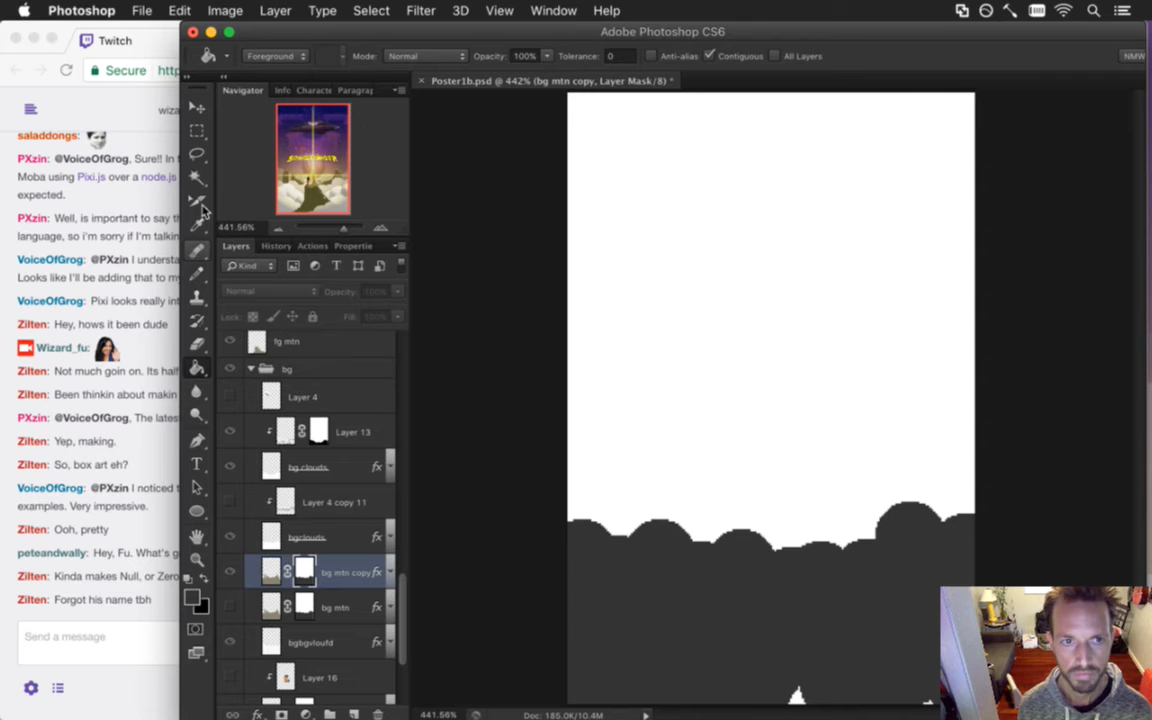 Photoshop File Edit Image Layer Type Select Filter 3D View Window Help
Twitch
Secure
Adobe Photoshop CS6
Foreground Mode: Normal Opacity: 100% Tolerance: 0 Anti-alias Contiguous All Layers
Poster1b.psd @ 442% (bg mtn copy, Layer Mask/8) *
saladdongs:
PXzin: @VoiceOfGrog, Sure!! In
Moba using Pixi.js over a node.js
expected.
PXzin: Well, is important to say
language, so i'm sorry if I'm
VoiceOfGrog: @PXzin I
Looks like I'll be adding that to
VoiceOfGrog: Pixi looks really
Zilten: Hey, hows it been dude
Wizard_fu:
Zilten: Not much goin on. Its half
Zilten: Been thinkin about
PXzin: @VoiceOfGrog, The
Zilten: Yep, making.
Zilten: So, box art eh?
VoiceOfGrog: @PXzin I noticed
examples. Very impressive.
Zilten: Ooh, pretty
peteandwally: Hey, Fu. What's
Zilten: Kinda makes Null, or Zero
Zilten: Forgot his name tbh
Send a message
Navigator Info
441.56%
Layers History Actions Propertie
Kind
Normal Opacity: 100%
Lock: Fill: 100%
fg mtn
bg
Layer 4
Layer 13
bg clouds
Layer 4 copy 11
bgclouds
bg mtn copy fx
bg mtn fx
bgbgvloufd fx
Layer 16
441.56% Doc: 185.0K/10.4M